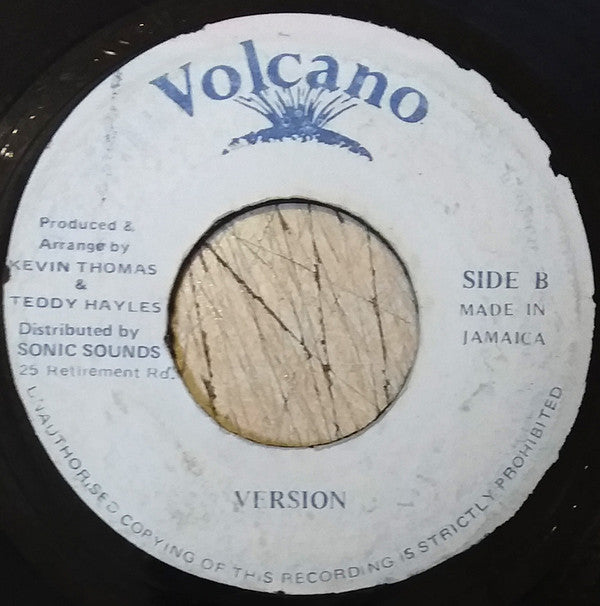 Volcano
Produced &
Arrange by
KEVIN THOMAS
&
TEDDY HAYLES
Distributed by
SONIC SOUNDS
25 Retirement Rd.
SIDE B
MADE IN
JAMAICA
VERSION
UNAUTHORISED COPYING OF THIS RECORDING IS STRICTLY PROHIBITED